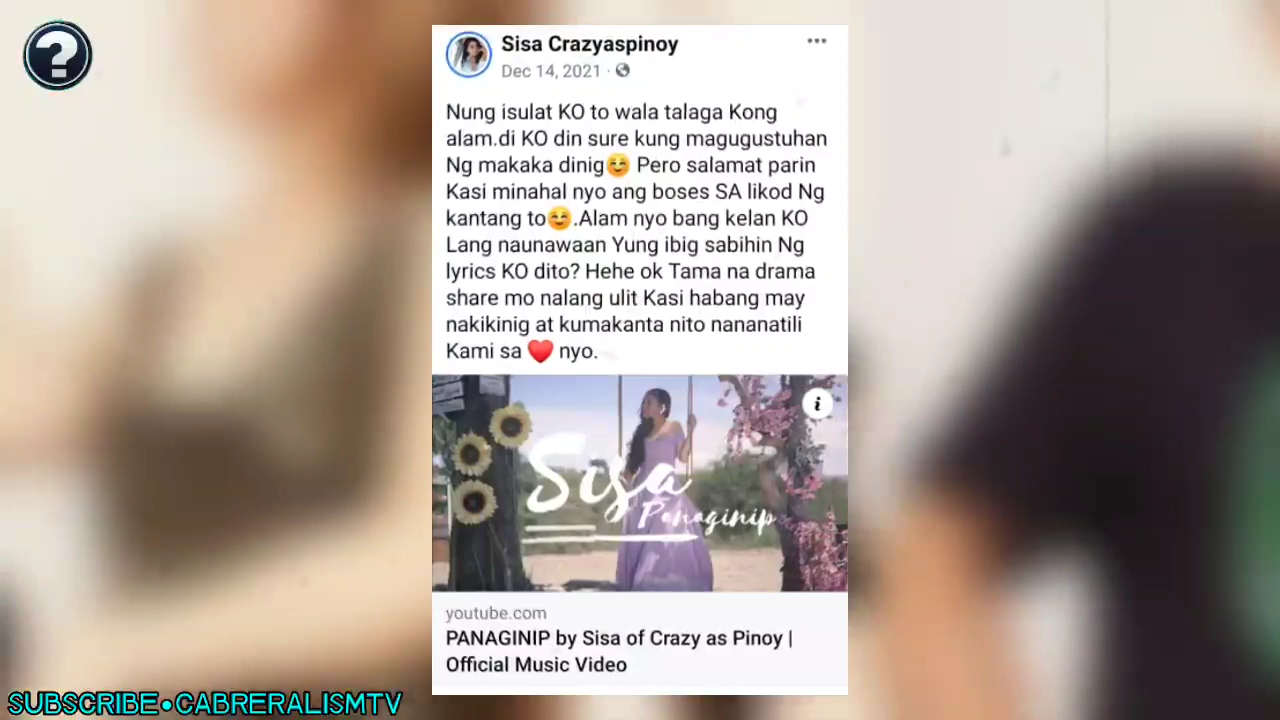 ?
Sisa Crazyaspinoy
Dec 14, 2021 ·
Nung isulat KO to wala talaga Kong
alam.di KO din sure kung magugustuhan
Ng makaka dinig☺️ Pero salamat parin
Kasi minahal nyo ang boses SA likod Ng
kantang to☺️.Alam nyo bang kelan KO
Lang naunawaan Yung ibig sabihin Ng
lyrics KO dito? Hehe ok Tama na drama
share mo nalang ulit Kasi habang may
nakikinig at kumakanta nito nananatili
Kami sa ❤️ nyo.
Sisa
Panaginip
youtube.com
PANAGINIP by Sisa of Crazy as Pinoy |
Official Music Video
SUBSCRIBE•CABRERALISMTV